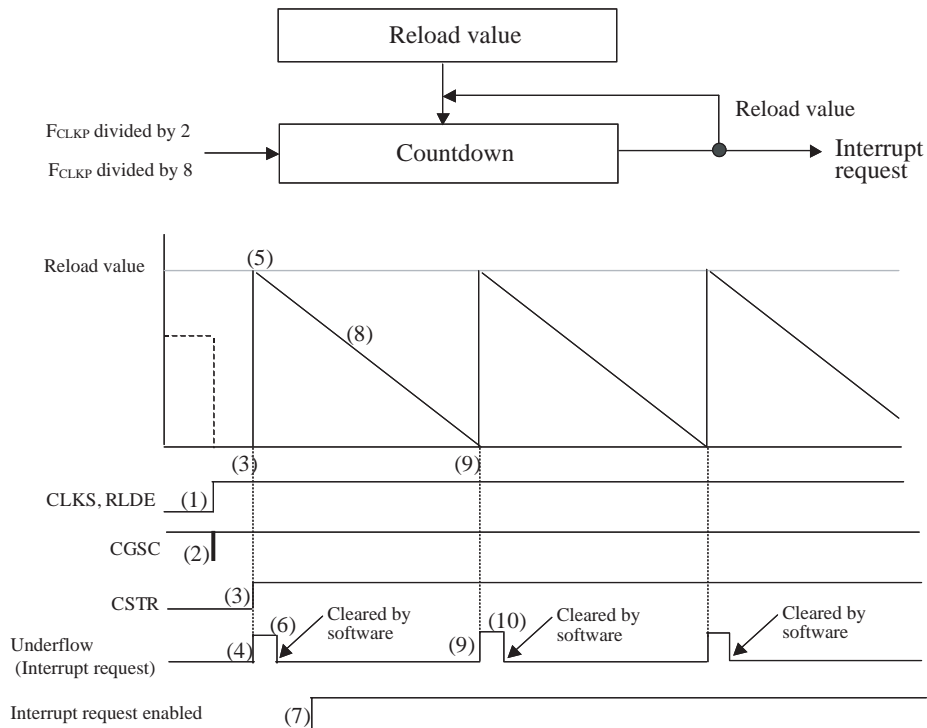 Reload value
Reload value
FCLKP divided by 2
Countdown
FCLKP divided by 8
Interrupt
request
Reload value
(5)
(8)
(3)
(9)
CLKS, RLDE
(1)
CGSC
(2)
CSTR
(3)
Underflow
(Interrupt request)
(4)
(6)
Cleared by
software
(9)
(10)
Cleared by
software
Cleared by
software
Interrupt request enabled
(7)